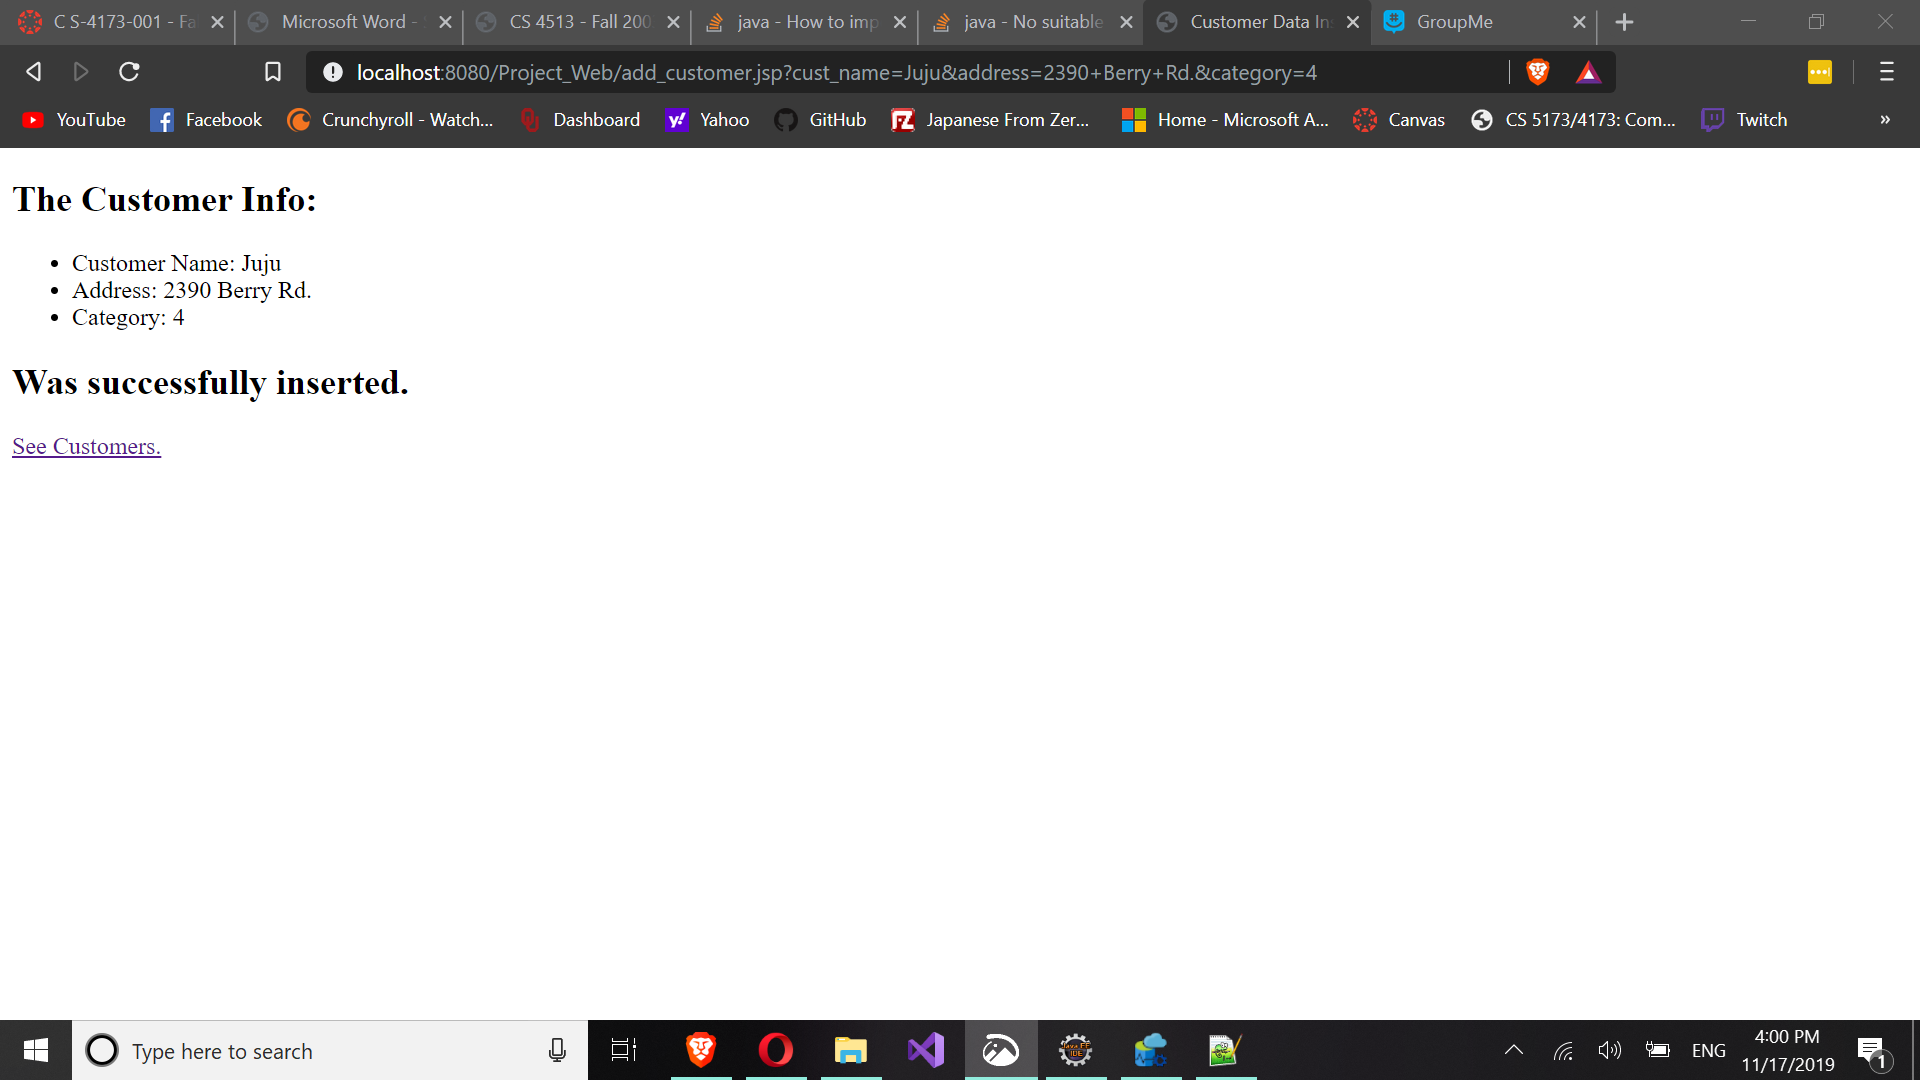 C S-4173-001 - Fa
Microsoft Word -
CS 4513 - Fall 200
java - How to imp
java - No suitable
Customer Data In
GroupMe
localhost:8080/Project_Web/add_customer.jsp?cust_name=Juju&address=2390+Berry+Rd.&category=4
YouTube
Facebook
Crunchyroll - Watch...
Dashboard
Yahoo
GitHub
Japanese From Zer...
Home - Microsoft A...
Canvas
CS 5173/4173: Com...
Twitch
»
The Customer Info:
• Customer Name: Juju
• Address: 2390 Berry Rd.
• Category: 4
Was successfully inserted.
See Customers.
Type here to search
ENG
4:00 PM
11/17/2019
1